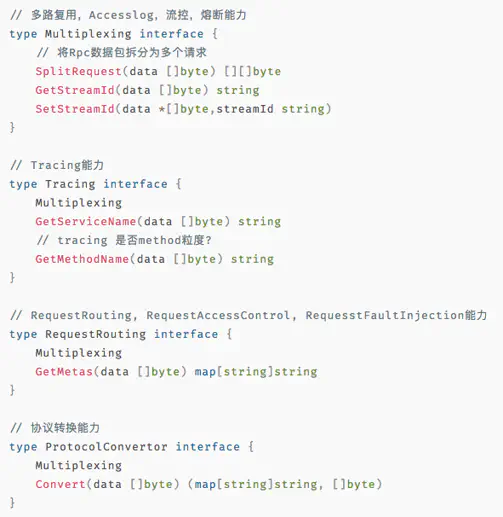 // 多路复用, Accesslog, 流控, 熔断能力
type Multiplexing interface {
// 将Rpc数据包拆分为多个请求
SplitRequest(data []byte) [][]byte
GetStreamId(data []byte) string
SetStreamId(data *[]byte,streamId string)
}
// Tracing能力
type Tracing interface {
Multiplexing
GetServiceName(data []byte) string
// tracing 是否method粒度?
GetMethodName(data []byte) string
}
// RequestRouting, RequestAccessControl, RequesstFaultInjection能力
type RequestRouting interface {
Multiplexing
GetMetas(data []byte) map[string]string
}
// 协议转换能力
type ProtocolConvertor interface {
Multiplexing
Convert(data []byte) (map[string]string, []byte)
}